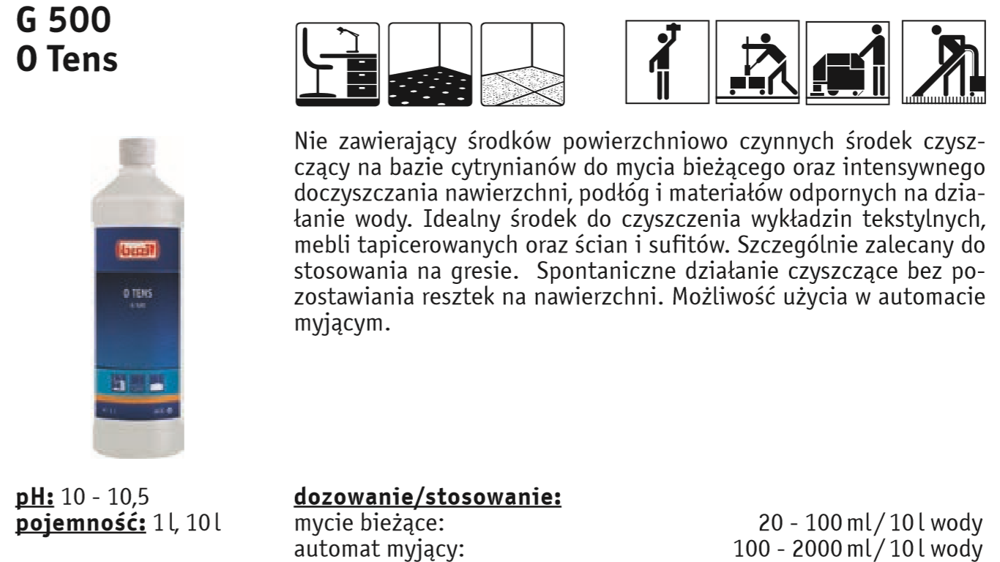 G 500
O Tens
Nie zawierający środków powierzchniowo czynnych środek czysz-
czący na bazie cytrynianów do mycia bieżącego oraz intensywnego
doczyszczania nawierzchni, podłóg i materiałów odpornych na dzia-
łanie wody. Idealny środek do czyszczenia wykładzin tekstylnych,
mebli tapicerowanych oraz ścian i sufitów. Szczególnie zalecany do
stosowania na gresie. Spontaniczne działanie czyszczące bez po-
zostawiania resztek na nawierzchni. Możliwość użycia w automacie
myjącym.
buzil
O TENS
pH: 10 - 10,5
pojemność: 1 l, 10 l
dozowanie/stosowanie:
mycie bieżące: 20 - 100 ml / 10 l wody
automat myjący: 100 - 2000 ml / 10 l wody